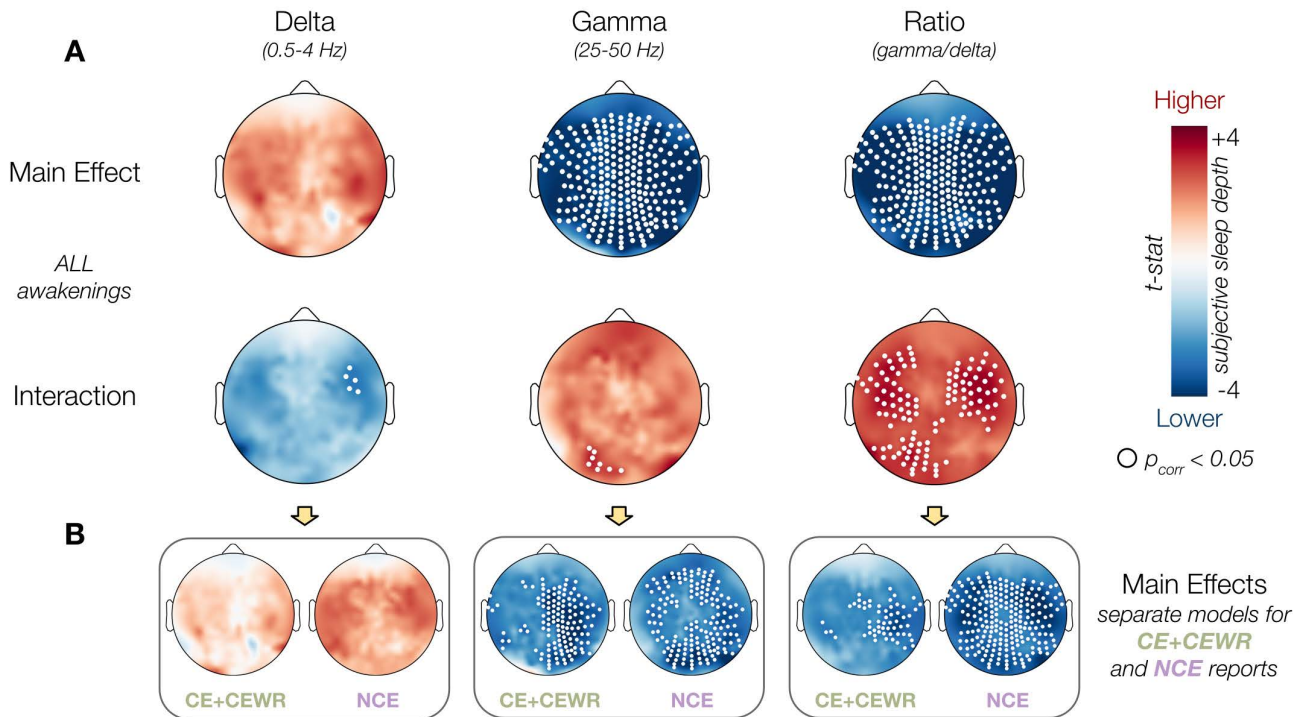 Delta
(0.5-4 Hz)
Gamma
(25-50 Hz)
Ratio
(gamma/delta)
A
Main Effect
ALL
awakenings
Interaction
Higher
+4
t-stat
subjective sleep depth
-4
Lower
p_corr < 0.05
B
CE+CEWR
NCE
CE+CEWR
NCE
CE+CEWR
NCE
Main Effects
separate models for
CE+CEWR
and NCE reports